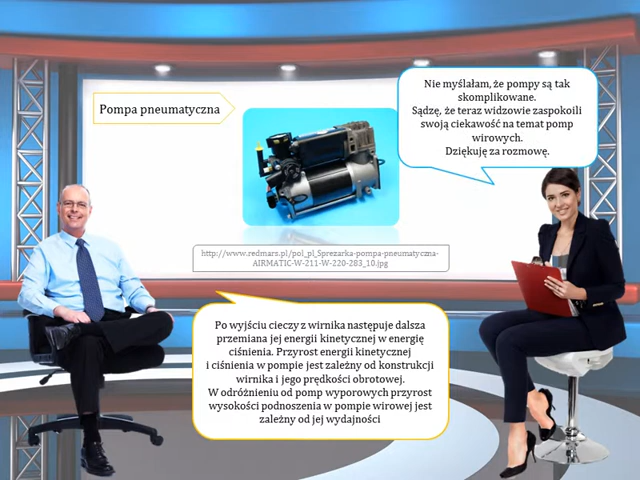 Pompa pneumatyczna
http://www.redmars.pl/pol_pl_Sprezarka-pompa-pneumatyczna-
AIRMATIC-W-211-W-220-283_10.jpg
Po wyjściu cieczy z wirnika następuje dalsza
przemiana jej energii kinetycznej w energię
ciśnienia. Przyrost energii kinetycznej
i ciśnienia w pompie jest zależny od konstrukcji
wirnika i jego prędkości obrotowej.
W odróżnieniu od pomp wyporowych przyrost
wysokości podnoszenia w pompie wirowej jest
zależny od jej wydajności
Nie myślałam, że pompy są tak
skomplikowane.
Sądzę, że teraz widzowie zaspokoili
swoją ciekawość na temat pomp
wirowych.
Dziękuję za rozmowę.